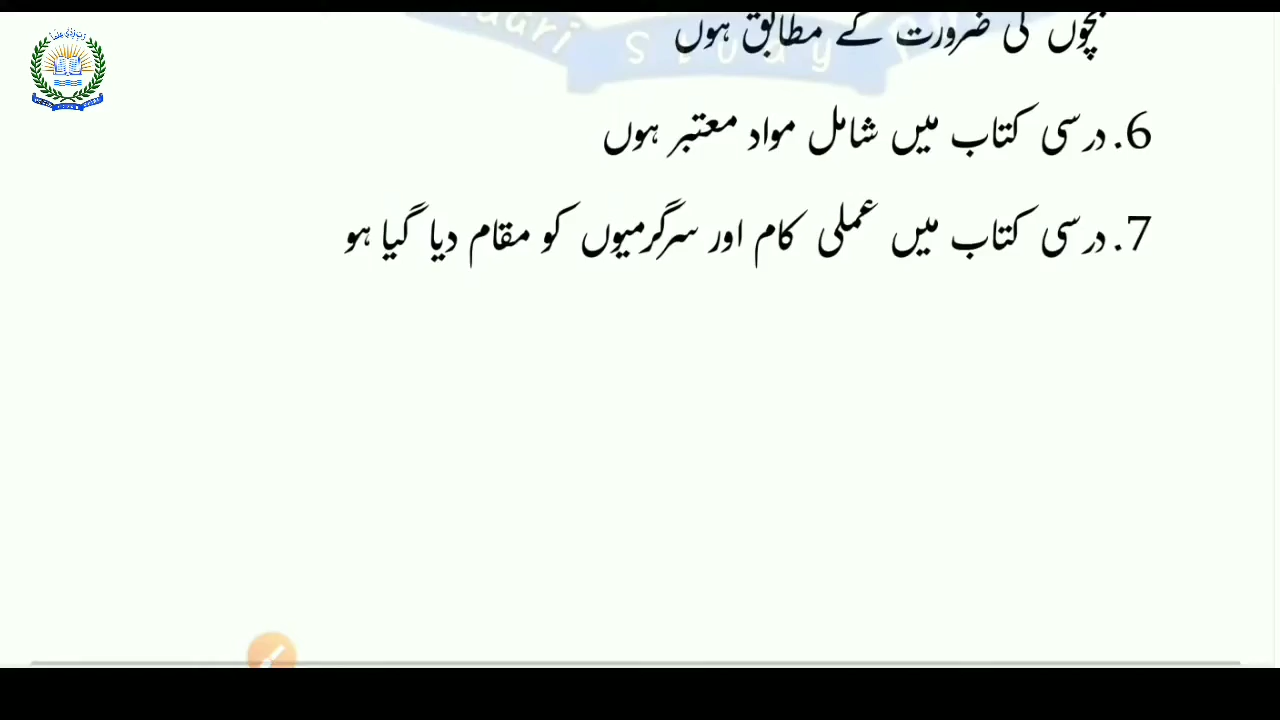 بچوں کی ضرورت کے مطابق ہوں
6. درسی کتاب میں شامل مواد معتبر ہوں
7. درسی کتاب میں عملی کام اور سرگرمیوں کو مقام دیا گیا ہو
Study